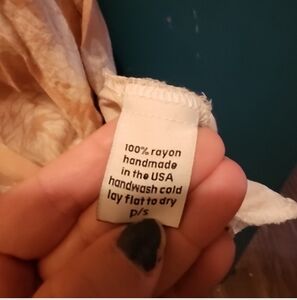 100% rayon
handmade
in the USA
handwash cold
lay flat to dry
p/s